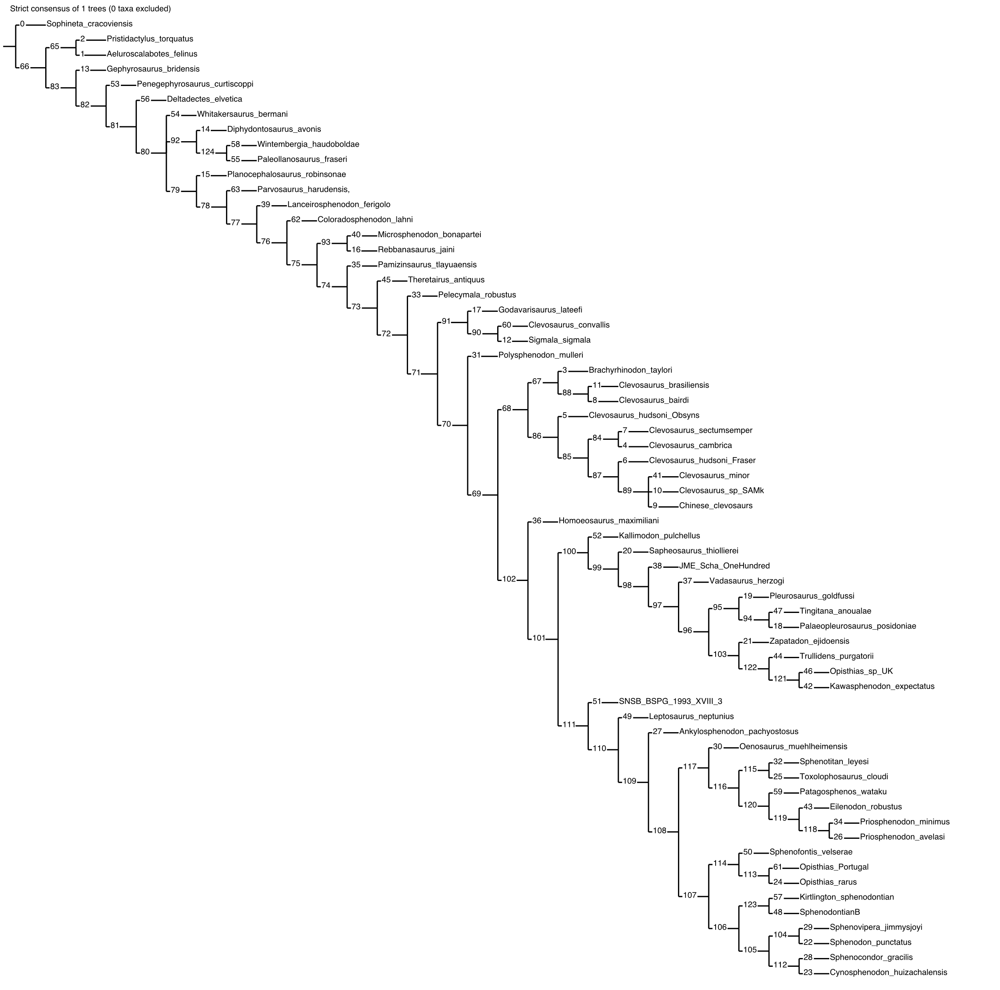 Strict consensus of 1 trees (0 taxa excluded)
0 Sophineta_cracoviensis
2 Pristidactylus_torquatus
65
1 Aeluroscalabotes_felinus
66
13 Gephyrosaurus_bridensis
53 Penegephyrosaurus_curtiscoppi
83
56 Deltadectes_elvetica
82
54 Whitakersaurus_bermani
81
14 Diphydontosaurus_avonis
92
58 Wintembergia_haudoboldae
80
124
55 Paleollanosaurus_fraseri
15 Planocephalosaurus_robinsonae
79
63 Parvosaurus_harudensis,
78
39 Lanceirosphenodon_ferigolo
62 Coloradosphenodon_lahni
77
40 Microsphenodon_bonapartei
76
93
16 Rebbanasaurus_jaini
75
35 Pamizinsaurus_tlayuaensis
45 Theretairus_antiquus
74
33 Pelecymala_robustus
73
17 Godavarisaurus_lateefi
91
60 Clevosaurus_convallis
72
90
12 Sigmala_sigmala
31 Polysphenodon_mulleri
3 Brachyrhinodon_taylori
71
67
11 Clevosaurus_brasiliensis
88
8 Clevosaurus_bairdi
68
5 Clevosaurus_hudsoni_Obsyns
70
7 Clevosaurus_sectumsemper
86
84
4 Clevosaurus_cambrica
85
6 Clevosaurus_hudsoni_Fraser
87
41 Clevosaurus_minor
89
10 Clevosaurus_sp_SAMk
69
9 Chinese_clevosaurs
36 Homoeosaurus_maximiliani
52 Kallimodon_pulchellus
100
20 Sapheosaurus_thiollierei
99
38 JME_Scha_OneHundred
102
37 Vadasaurus_herzogi
98
19 Pleurosaurus_goldfussi
97
95
47 Tingitana_anoualae
94
18 Palaeopleurosaurus_posidoniae
96
101
21 Zapatadon_ejidoensis
103
44 Trullidens_purgatorii
122
46 Opisthias_sp_UK
121
42 Kawasphenodon_expectatus
51 SNSB_BSPG_1993_XVIII_3
49 Leptosaurus_neptunius
111
27 Ankylosphenodon_pachyostosus
30 Oenosaurus_muehlheimensis
110
32 Sphenotitan_leyesi
117
115
25 Toxolophosaurus_cloudi
109
116
59 Patagosphenos_wataku
120
43 Eilenodon_robustus
119
34 Priosphenodon_minimus
108
118
26 Priosphenodon_avelasi
50 Sphenofontis_velserae
114
61 Opisthias_Portugal
113
24 Opisthias_rarus
107
57 Kirtlington_sphenodontian
123
48 SphenodontianB
106
29 Sphenovipera_jimmysjoyi
104
22 Sphenodon_punctatus
105
28 Sphenocondor_gracilis
112
23 Cynosphenodon_huizachalensis